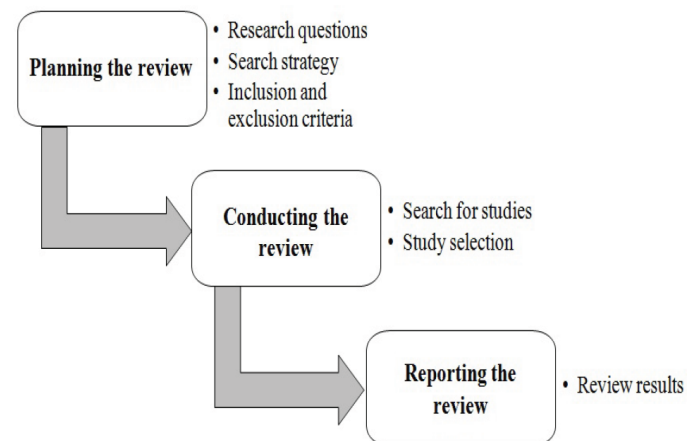 Planning the review
• Research questions
• Search strategy
• Inclusion and
exclusion criteria
Conducting the
review
• Search for studies
• Study selection
Reporting the
review
• Review results